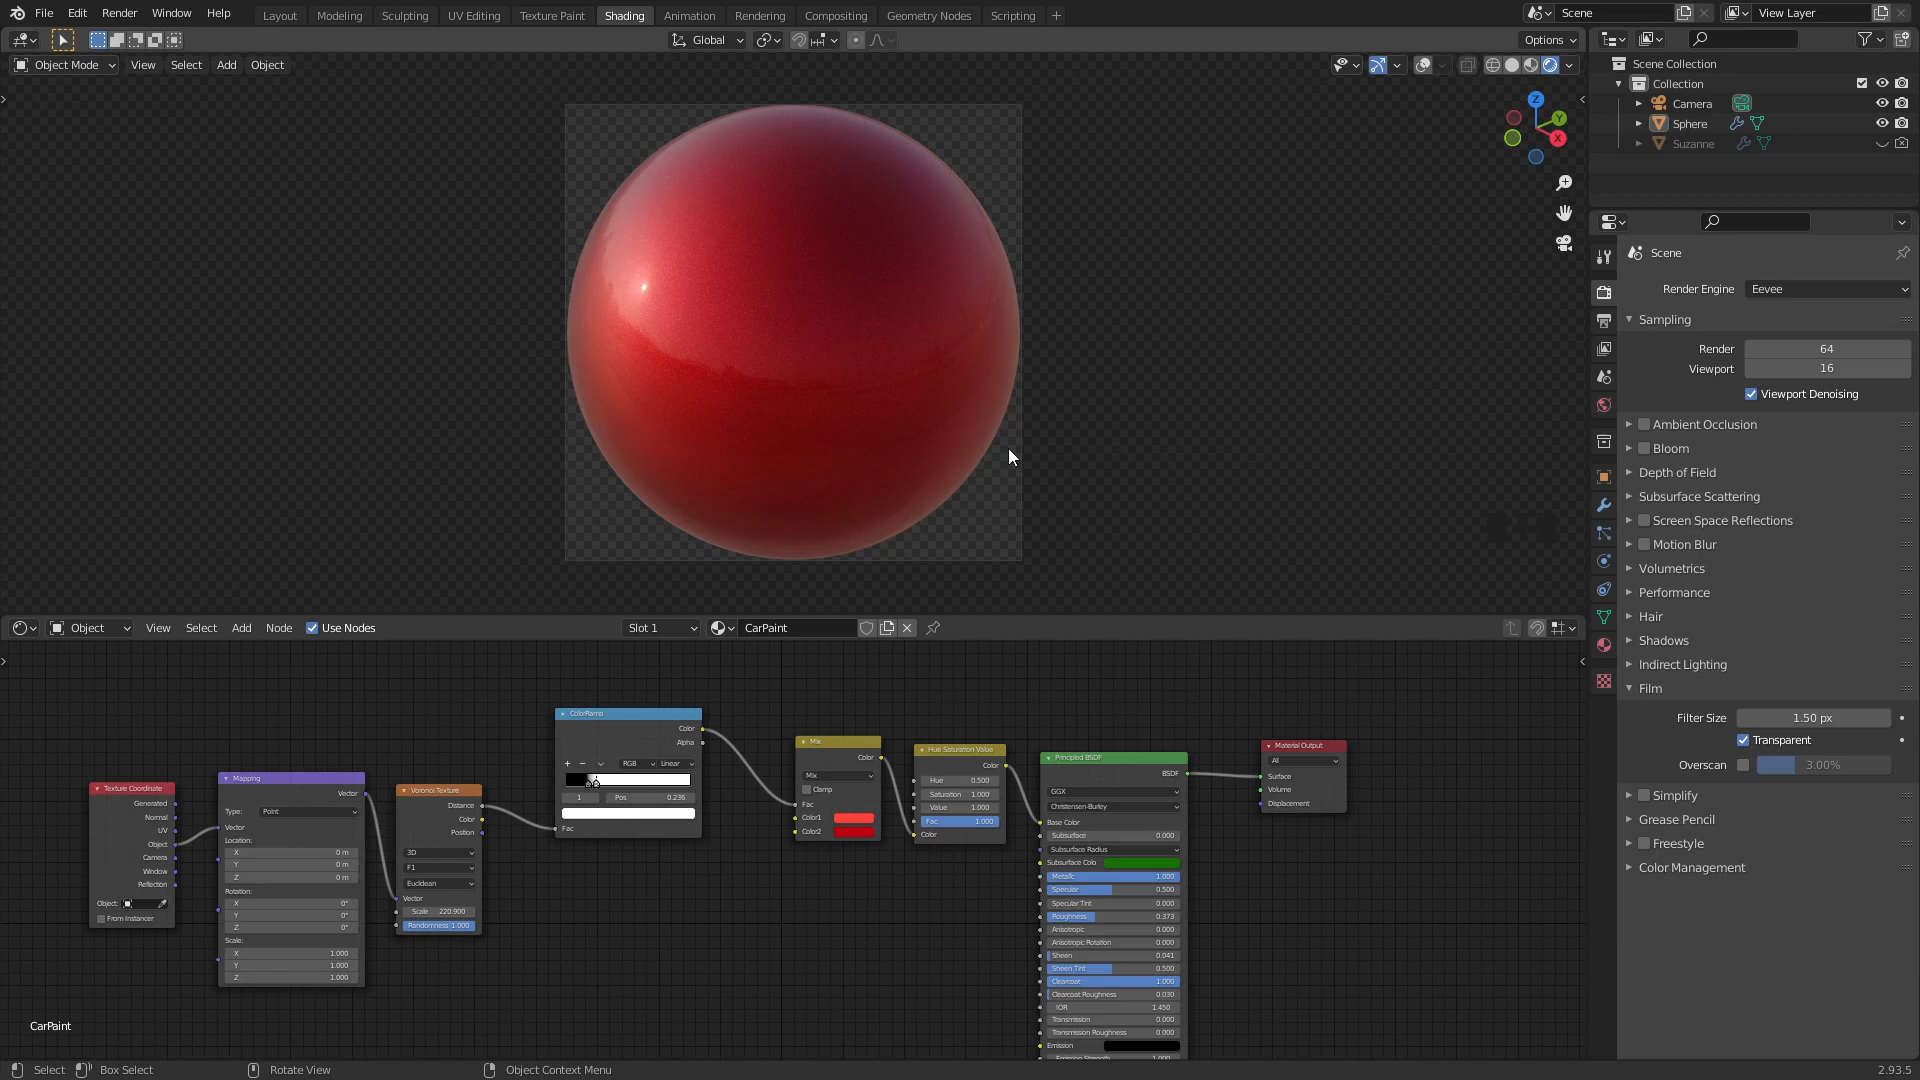 File Edit Render Window Help Layout Modeling Sculpting UV Editing Texture Paint Shading Animation Rendering Compositing Geometry Nodes Scripting + Scene View Layer
Global Options
Object Mode View Select Add Object
Z
Y
X
Scene Collection
Collection
Camera
Sphere
Suzanne
Scene
Render Engine Eevee
Sampling
Render 64
Viewport 16
Viewport Denoising
Ambient Occlusion
Bloom
Depth of Field
Subsurface Scattering
Screen Space Reflections
Motion Blur
Volumetrics
Performance
Hair
Shadows
Indirect Lighting
Film
Filter Size 1.50 px
Transparent
Overscan 3.00%
Simplify
Grease Pencil
Freestyle
Color Management
Object View Select Add Node Use Nodes Slot 1 CarPaint
Texture Coordinate
Generated
Normal
UV
Object
Camera
Window
Reflection
Object:
From Instancer
Mapping
Vector
Type: Point
Vector
Location:
X 0 m
Y 0 m
Z 0 m
Rotation:
X 0°
Y 0°
Z 0°
Scale:
X 1.000
Y 1.000
Z 1.000
Voronoi Texture
Distance
Color
Position
3D
F1
Euclidean
Vector
Scale 220.900
Randomness 1.000
ColorRamp
Color
Alpha
+ − RGB Linear
1 Pos 0.236
Fac
Mix
Color
Mix
Clamp
Fac
Color1
Color2
Hue Saturation Value
Color
Hue 0.500
Saturation 1.000
Value 1.000
Fac 1.000
Color
Principled BSDF
BSDF
GGX
Christensen-Burley
Base Color
Subsurface 0.000
Subsurface Radius
Subsurface Colo
Metallic 1.000
Specular 0.500
Specular Tint 0.000
Roughness 0.373
Anisotropic 0.000
Anisotropic Rotation 0.000
Sheen 0.041
Sheen Tint 0.500
Clearcoat 1.000
Clearcoat Roughness 0.030
IOR 1.450
Transmission 0.000
Transmission Roughness 0.000
Emission
Emission Strength 1.000
Material Output
All
Surface
Volume
Displacement
CarPaint
Select Box Select Rotate View Object Context Menu 2.93.5